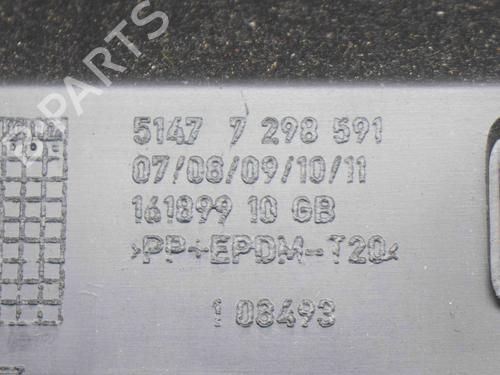 PARTS
5147 7 298 591
07/08/09/10/11
161899 10 GB
>PP+EPDM-T20<
1 08493